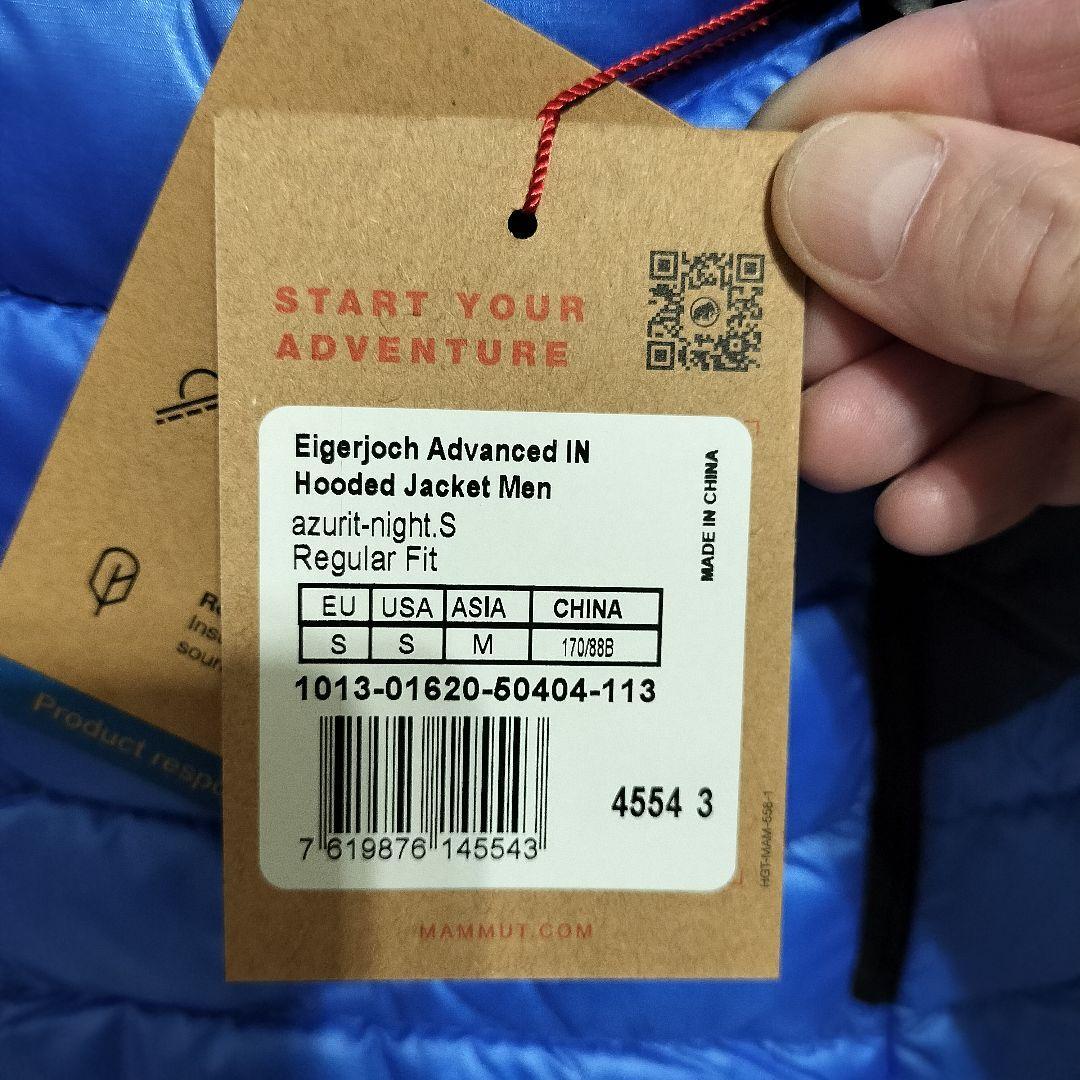 START YOUR
ADVENTURE
Eigerjoch Advanced IN
Hooded Jacket Men
azurit-night.S
Regular Fit
MADE IN CHINA
EU USA ASIA CHINA
S S M 170/88B
1013-01620-50404-113
4554 3
7 619876 145543
HGT-MAM-558-1
MAMMUT.COM
Product